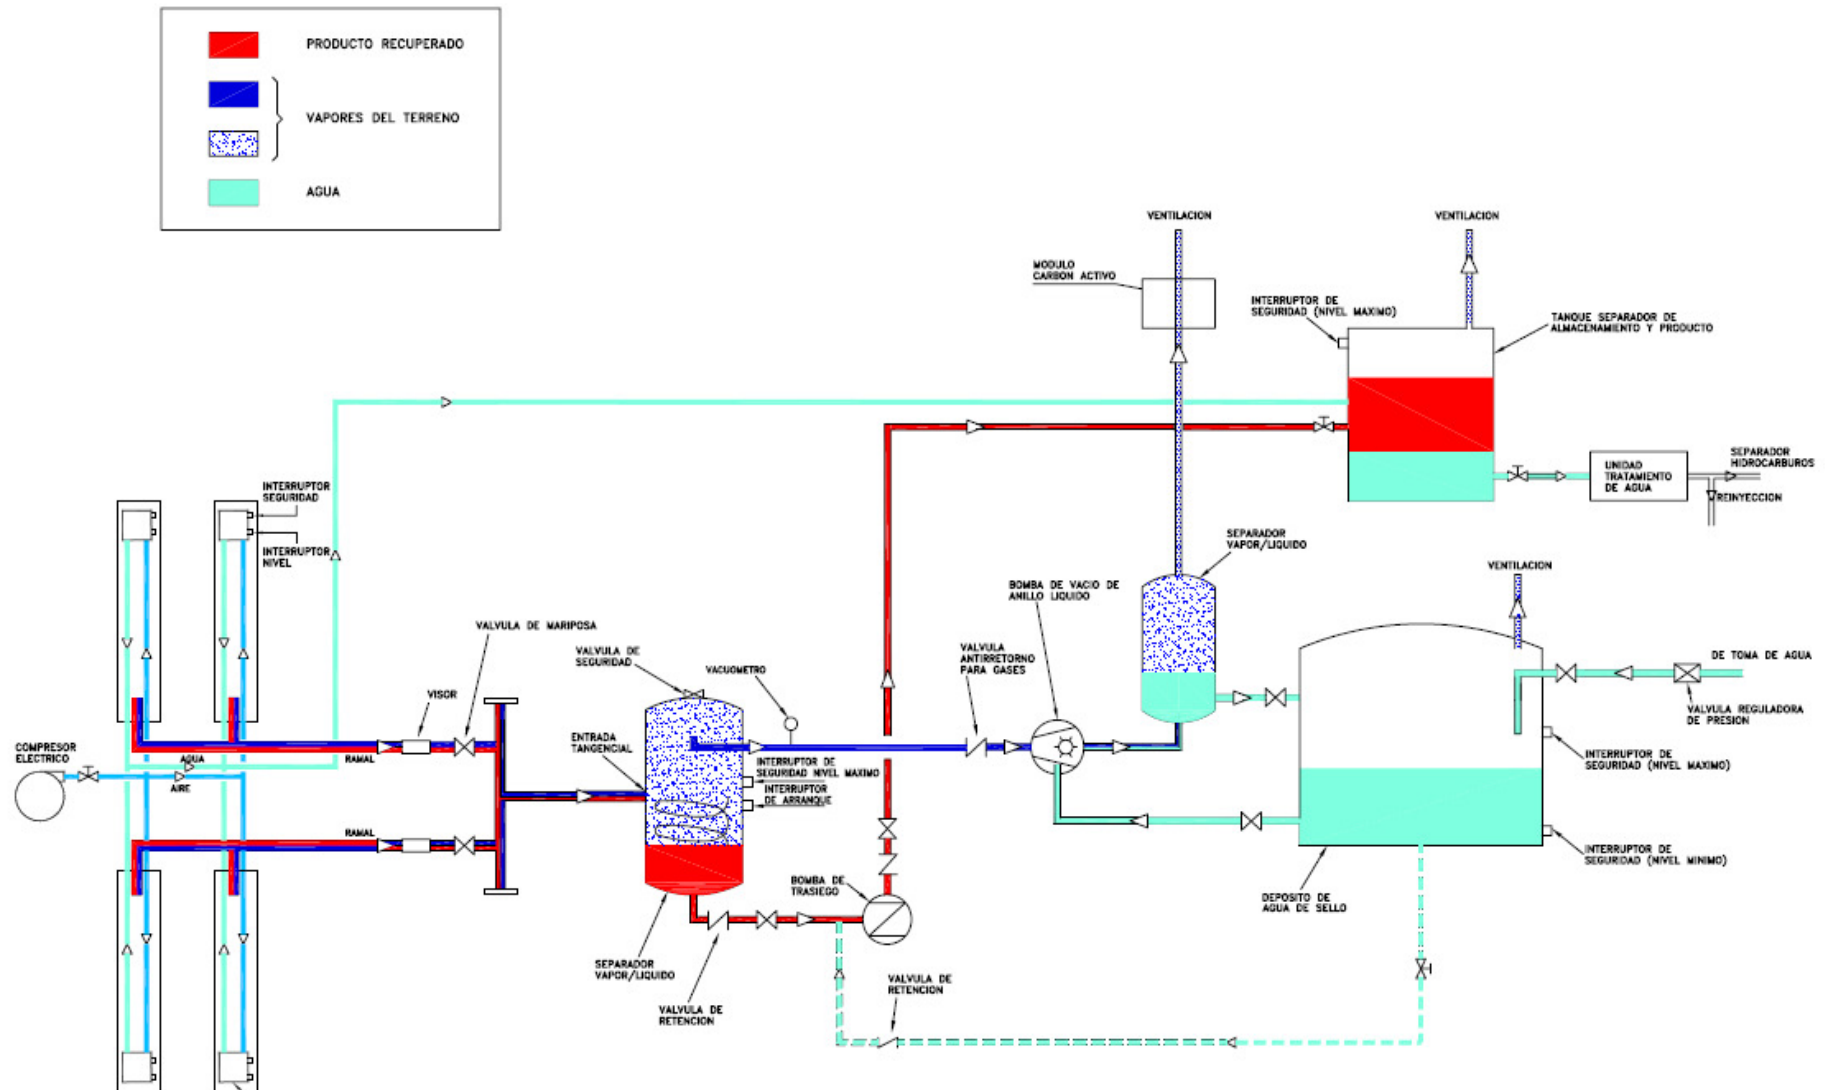 PRODUCTO RECUPERADO
VAPORES DEL TERRENO
AGUA
VENTILACION
VENTILACION
MODULO
CARBON ACTIVO
INTERRUPTOR DE
SEGURIDAD (NIVEL MAXIMO)
TANQUE SEPARADOR DE
ALMACENAMIENTO Y PRODUCTO
UNIDAD
TRATAMIENTO
DE AGUA
SEPARADOR
HIDROCARBUROS
REINYECCION
INTERRUPTOR
SEGURIDAD
INTERRUPTOR
NIVEL
SEPARADOR
VAPOR/LIQUIDO
BOMBA DE VACIO DE
ANILLO LIQUIDO
VENTILACION
VALVULA DE MARIPOSA
VALVULA DE
SEGURIDAD
VACUOMETRO
VALVULA
ANTIRRETORNO
PARA GASES
DE TOMA DE AGUA
VISOR
VALVULA REGULADORA
DE PRESION
COMPRESOR
ELECTRICO
AGUA
RAMAL
AIRE
ENTRADA
TANGENCIAL
INTERRUPTOR DE
SEGURIDAD NIVEL MAXIMO
INTERRUPTOR
DE ARRANQUE
INTERRUPTOR DE
SEGURIDAD (NIVEL MAXIMO)
RAMAL
INTERRUPTOR DE
SEGURIDAD (NIVEL MINIMO)
BOMBA DE
TRASIEGO
DEPOSITO DE
AGUA DE SELLO
SEPARADOR
VAPOR/LIQUIDO
VALVULA DE
RETENCION
VALVULA DE
RETENCION